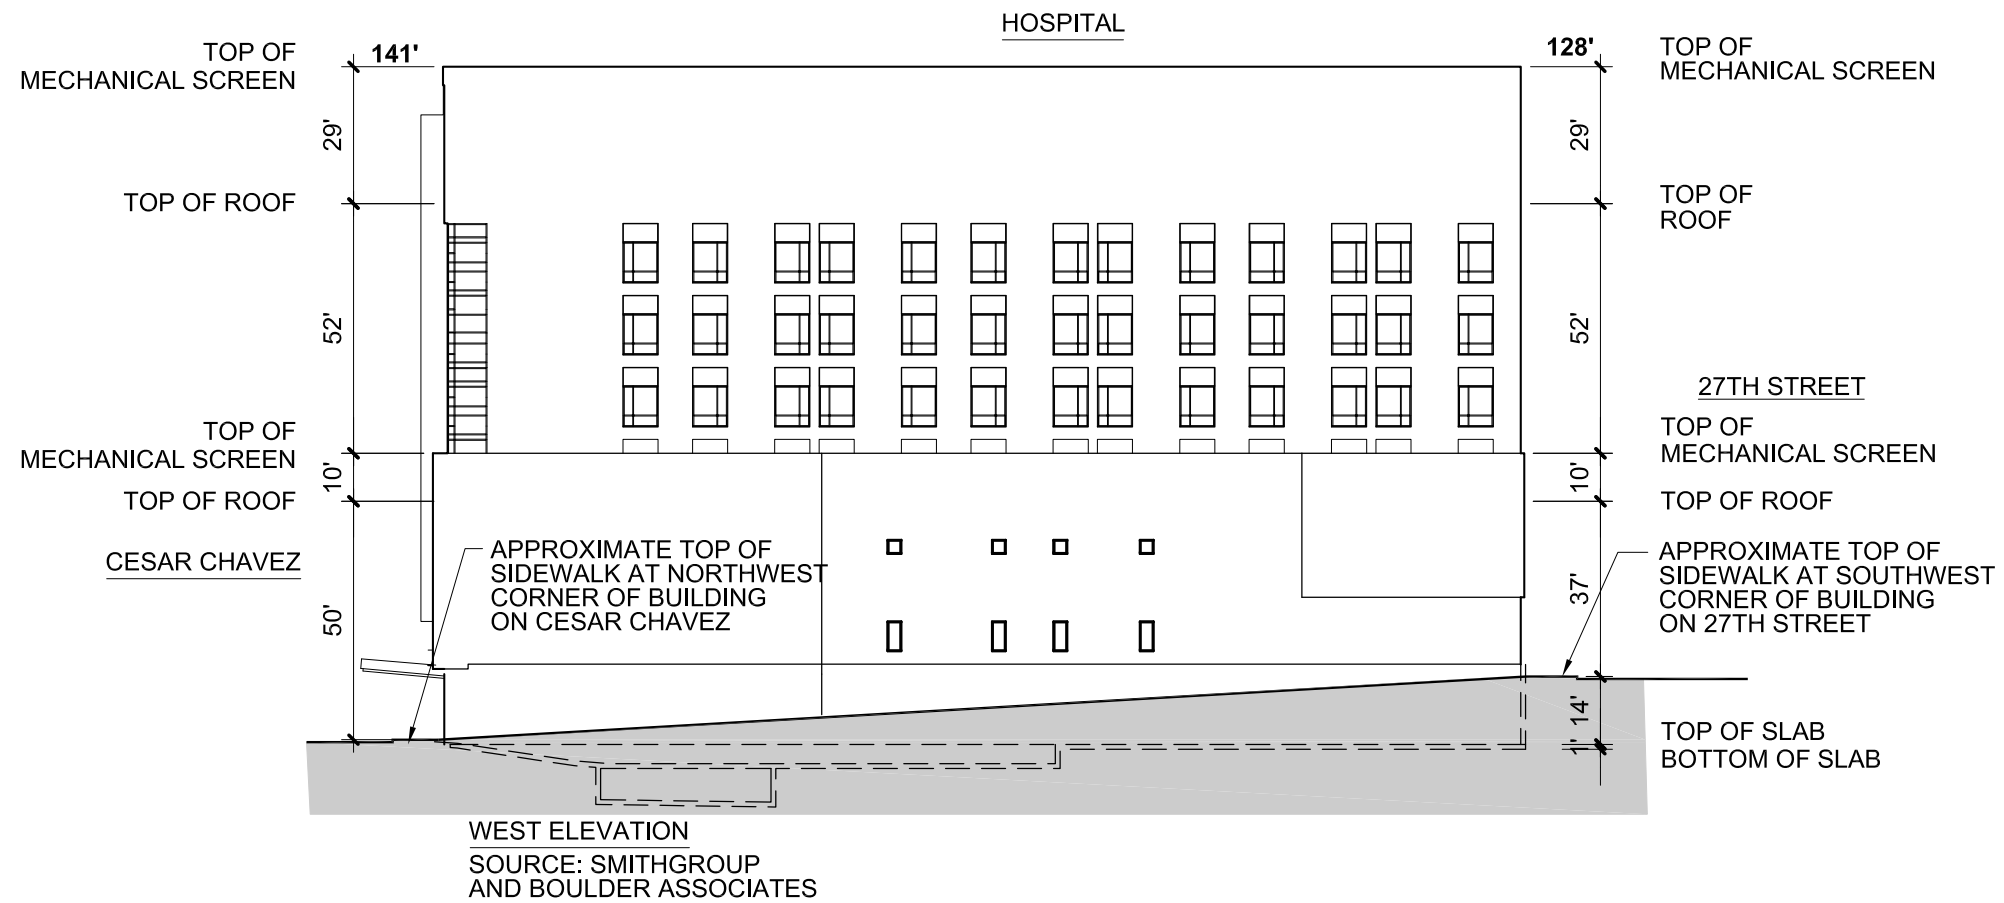 HOSPITAL
TOP OF
MECHANICAL SCREEN
141'
128'
TOP OF
MECHANICAL SCREEN
29'
29'
TOP OF ROOF
TOP OF
ROOF
52'
52'
27TH STREET
TOP OF
MECHANICAL SCREEN
TOP OF
MECHANICAL SCREEN
10'
10'
TOP OF ROOF
TOP OF ROOF
CESAR CHAVEZ
APPROXIMATE TOP OF
SIDEWALK AT NORTHWEST
CORNER OF BUILDING
ON CESAR CHAVEZ
APPROXIMATE TOP OF
SIDEWALK AT SOUTHWEST
CORNER OF BUILDING
ON 27TH STREET
50'
37'
14'
1'
TOP OF SLAB
BOTTOM OF SLAB
WEST ELEVATION
SOURCE: SMITHGROUP
AND BOULDER ASSOCIATES